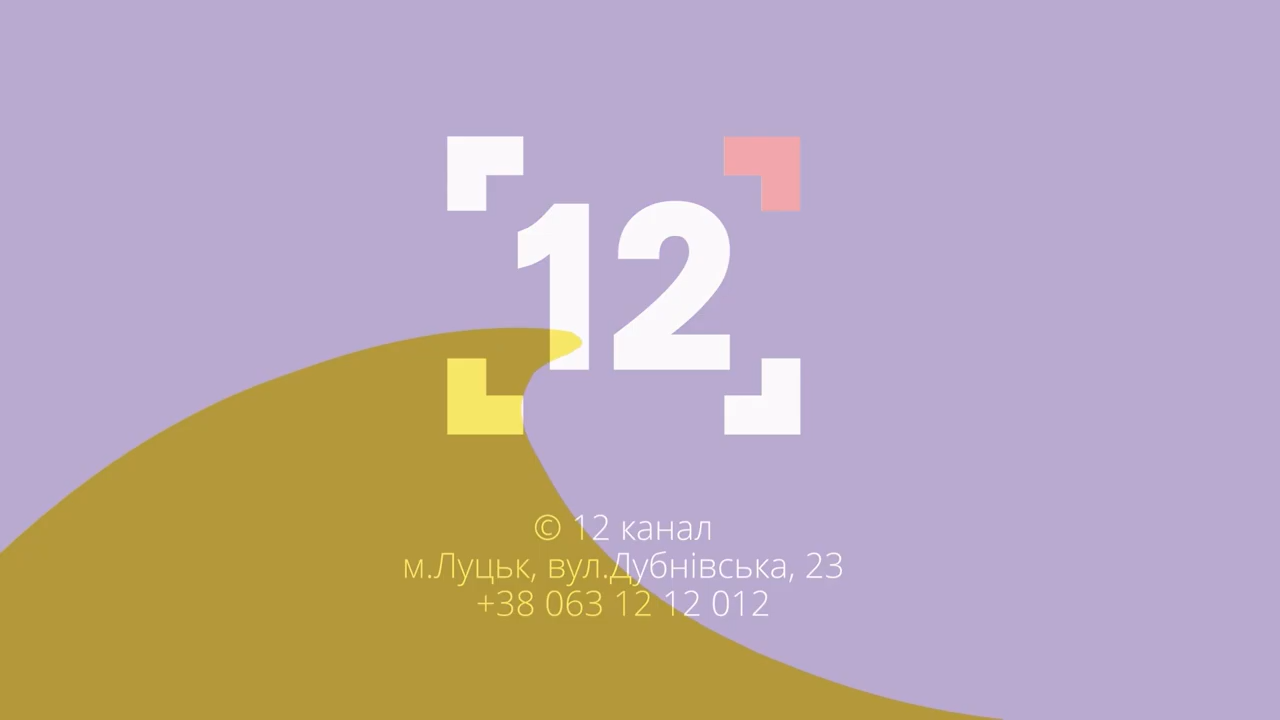 12
© 12 канал
м.Луцьк, вул.Дубнівська, 23
+38 063 12 12 012